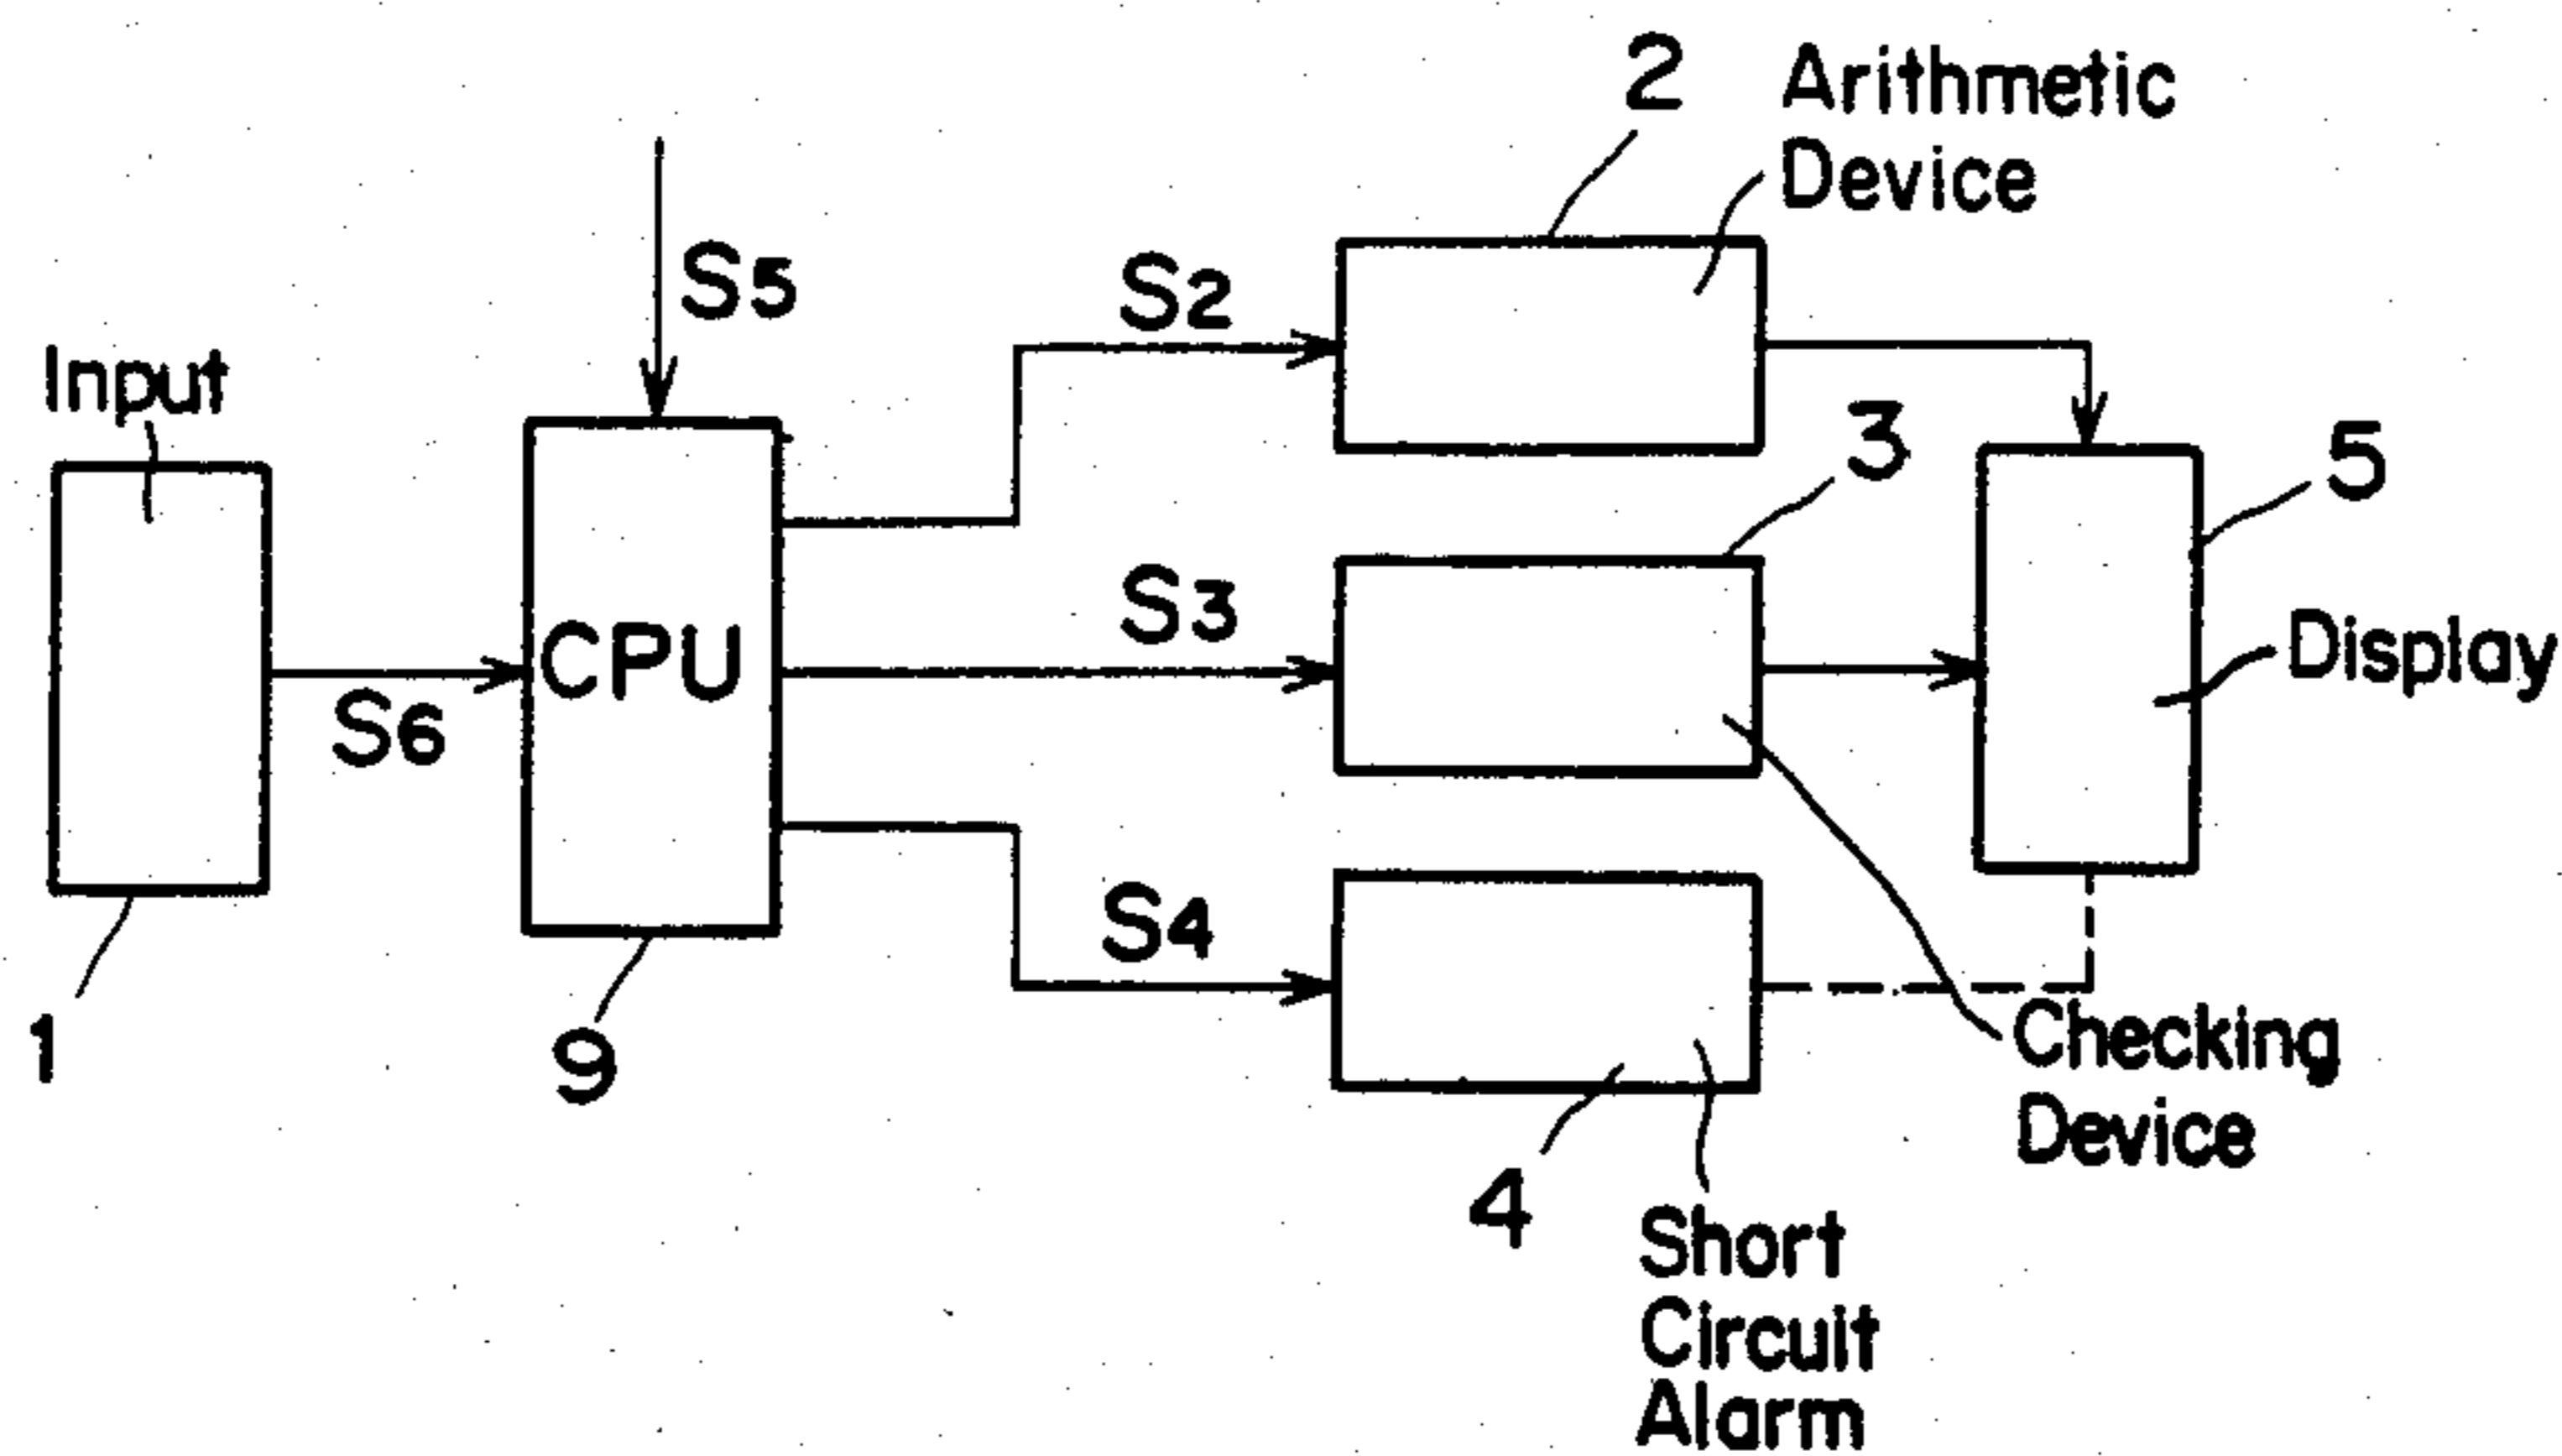 2
Arithmetic
Device
S5
S2
Input
3
5
S3
CPU
Display
S6
S4
1
9
Checking
Device
4
Short
Circuit
Alarm